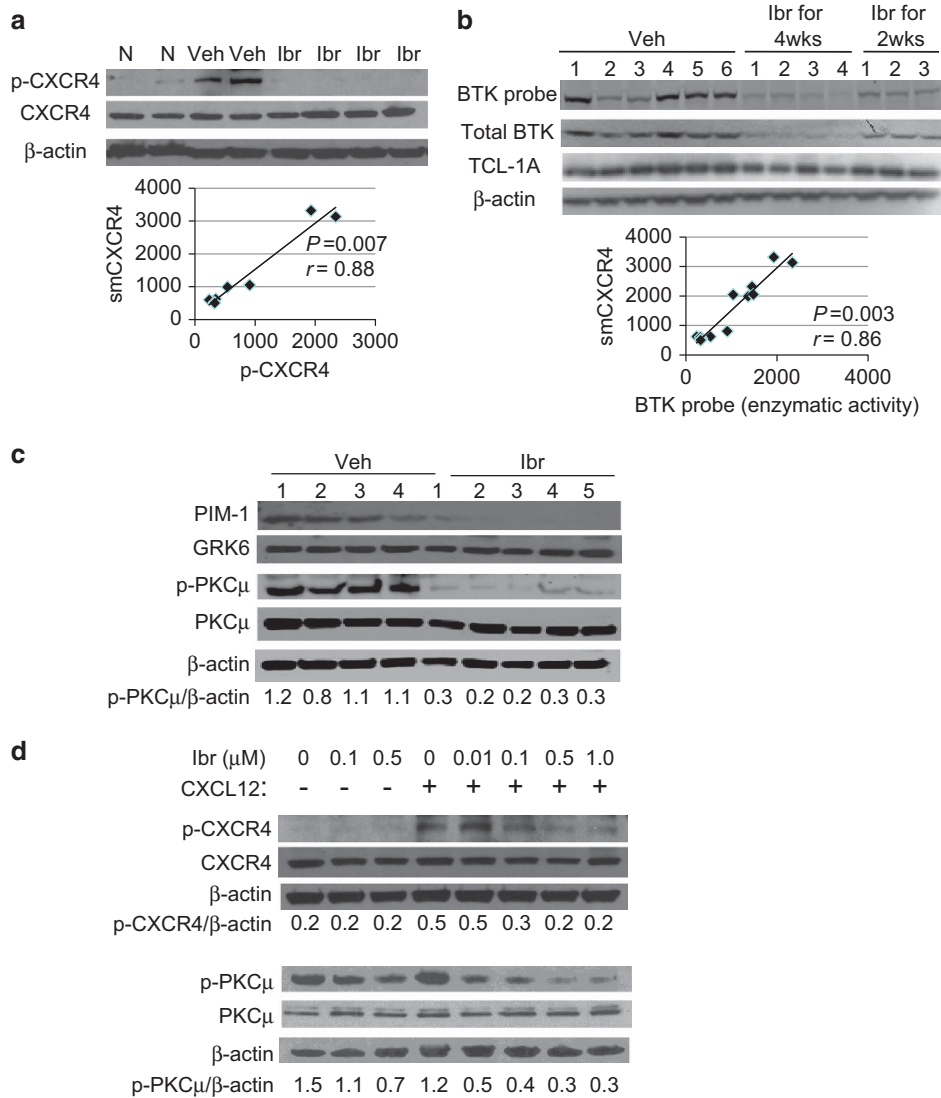 a
N N Veh Veh Ibr Ibr Ibr Ibr
p-CXCR4
CXCR4
β-actin
4000
3000
2000
1000
0
smCXCR4
P=0.007
r= 0.88
0 1000 2000 3000
p-CXCR4
b
Veh
Ibr for
4wks
Ibr for
2wks
1 2 3 4 5 6 1 2 3 4 1 2 3
BTK probe
Total BTK
TCL-1A
β-actin
4000
3000
2000
1000
0
smCXCR4
P=0.003
r= 0.86
0 2000 4000
BTK probe (enzymatic activity)
c
Veh Ibr
1 2 3 4 1 2 3 4 5
PIM-1
GRK6
p-PKCμ
PKCμ
β-actin
p-PKCμ/β-actin 1.2 0.8 1.1 1.1 0.3 0.2 0.2 0.3 0.3
d
Ibr (μM) 0 0.1 0.5 0 0.01 0.1 0.5 1.0
CXCL12: - - - + + + + +
p-CXCR4
CXCR4
β-actin
p-CXCR4/β-actin 0.2 0.2 0.2 0.5 0.5 0.3 0.2 0.2
p-PKCμ
PKCμ
β-actin
p-PKCμ/β-actin 1.5 1.1 0.7 1.2 0.5 0.4 0.3 0.3